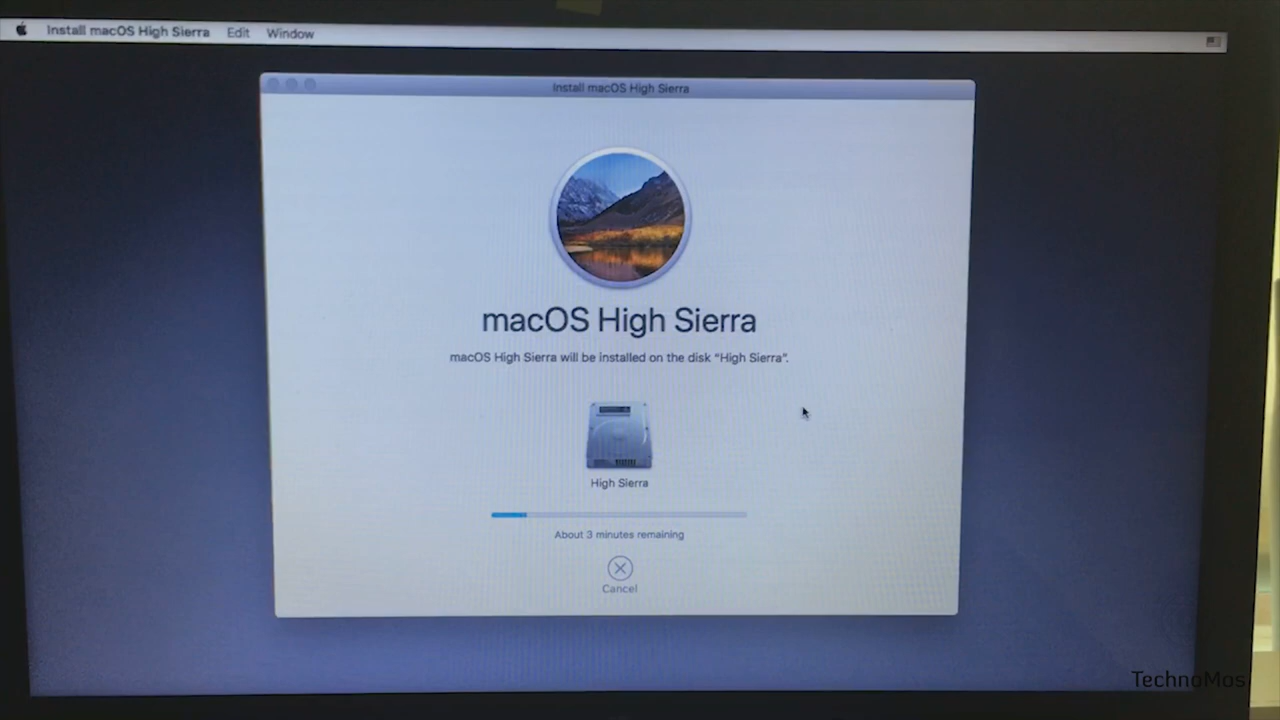 Install macOS High Sierra Edit Window
Install macOS High Sierra
macOS High Sierra
macOS High Sierra will be installed on the disk “High Sierra”.
High Sierra
About 3 minutes remaining
Cancel
TechnoMos